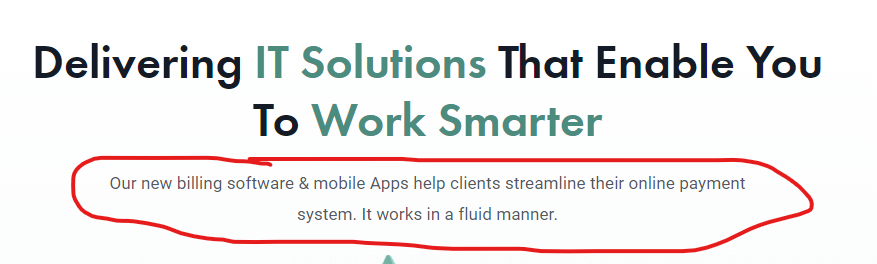 Delivering IT Solutions That Enable You
To Work Smarter
Our new billing software & mobile Apps help clients streamline their online payment
system. It works in a fluid manner.